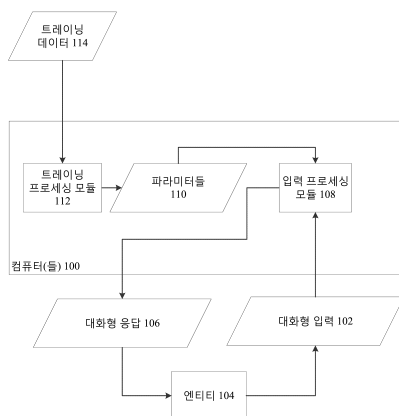 트레이닝
데이터 114
트레이닝
프로세싱 모듈
112
파라미터들
110
입력 프로세싱
모듈 108
컴퓨터(들) 100
대화형 응답 106
대화형 입력 102
엔티티 104